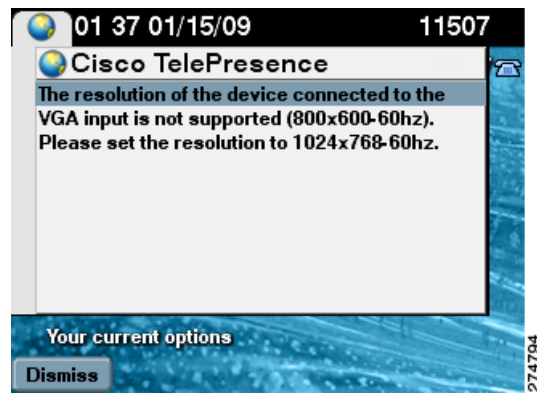 01 37 01/15/09 11507
Cisco TelePresence
The resolution of the device connected to the
VGA input is not supported (800x600-60hz).
Please set the resolution to 1024x768-60hz.
Your current options
Dismiss
274794